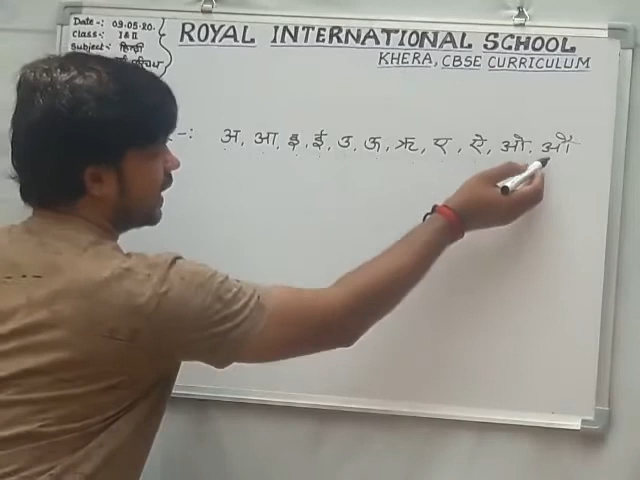 Date -: 09.05.20.
Class: I & II
Subject: हिन्दी
ROYAL INTERNATIONAL SCHOOL
KHERA, CBSE CURRICULUM
-: अ, आ, इ, ई, उ, ऊ, ऋ, ए, ऐ, ओ. औ